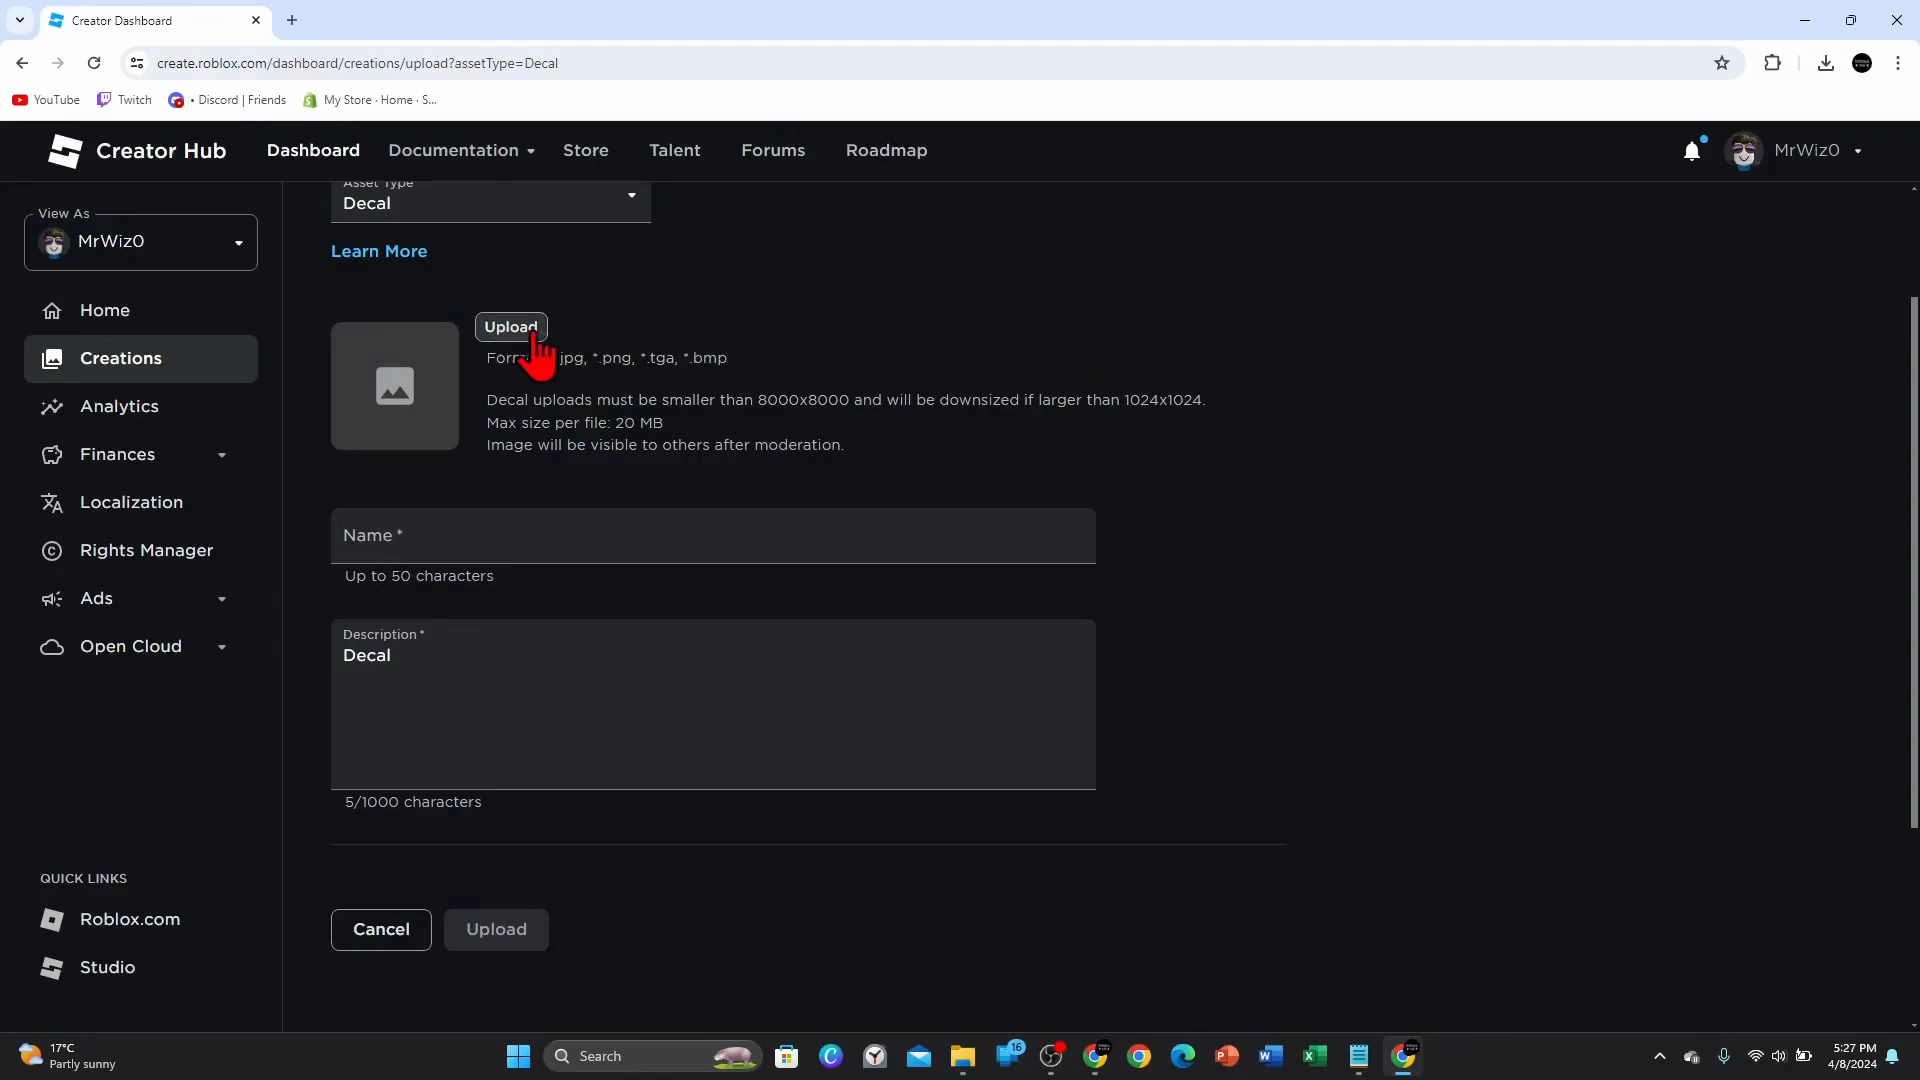 Creator Dashboard
create.roblox.com/dashboard/creations/upload?assetType=Decal
YouTube
Twitch
• Discord | Friends
My Store · Home · S...
Creator Hub
Dashboard
Documentation
Store
Talent
Forums
Roadmap
MrWiz0
View As
MrWiz0
Home
Creations
Analytics
Finances
Localization
Rights Manager
Ads
Open Cloud
QUICK LINKS
Roblox.com
Studio
Asset Type
Decal
Learn More
Upload
jpg, *.png, *.tga, *.bmp
Decal uploads must be smaller than 8000x8000 and will be downsized if larger than 1024x1024.
Max size per file: 20 MB
Image will be visible to others after moderation.
Name *
Up to 50 characters
Description *
Decal
5/1000 characters
Cancel
Upload
17°C
Partly sunny
Search
16
5:27 PM
4/8/2024